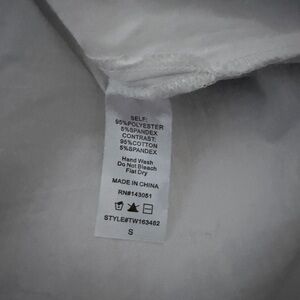 SELF:
95%POLYESTER
5%SPANDEX
CONTRAST:
95%COTTON
5%SPANDEX
Hand Wash
Do Not Bleach
Flat Dry
MADE IN CHINA
RN#143051
STYLE#TW163482
S